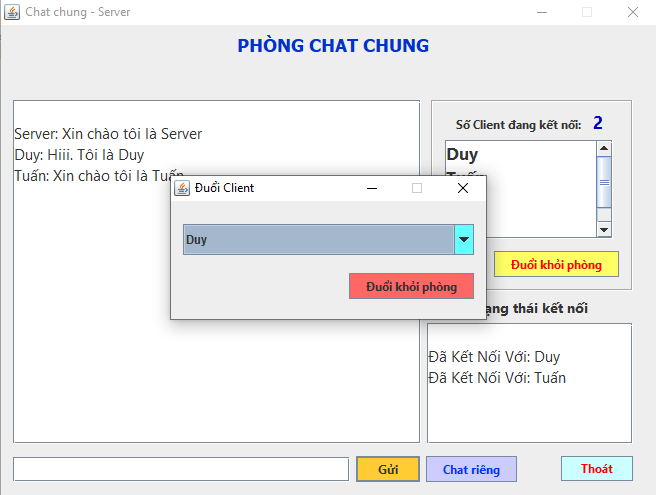 Chat chung - Server
PHÒNG CHAT CHUNG
Server: Xin chào tôi là Server
Duy: Hiii. Tôi là Duy
Tuấn: Xin chào tôi là Tuấn
Số Client đang kết nối: 2
Duy
Tuấn
Đuổi khỏi phòng
Đuổi Client
Duy
Đuổi khỏi phòng
ạng thái kết nối
Đã Kết Nối Với: Duy
Đã Kết Nối Với: Tuấn
Gửi
Chat riêng
Thoát